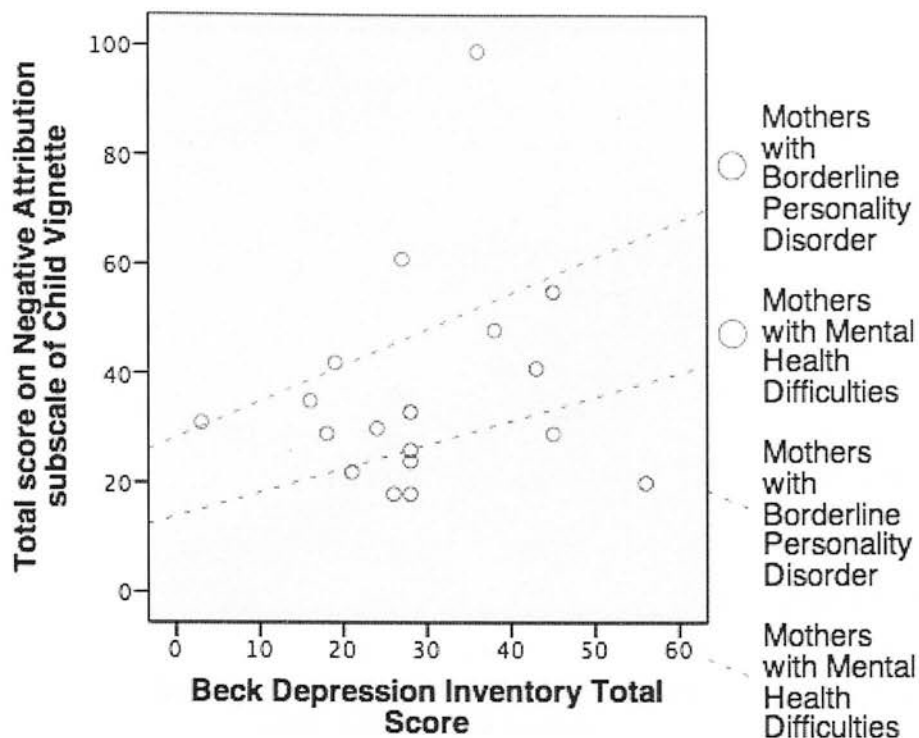 Total score on Negative Attribution
subscale of Child Vignette
100
80
60
40
20
0
0 10 20 30 40 50 60
Beck Depression Inventory Total
Score
Mothers
with
Borderline
Personality
Disorder
Mothers
with Mental
Health
Difficulties
Mothers
with
Borderline
Personality
Disorder
Mothers
with Mental
Health
Difficulties